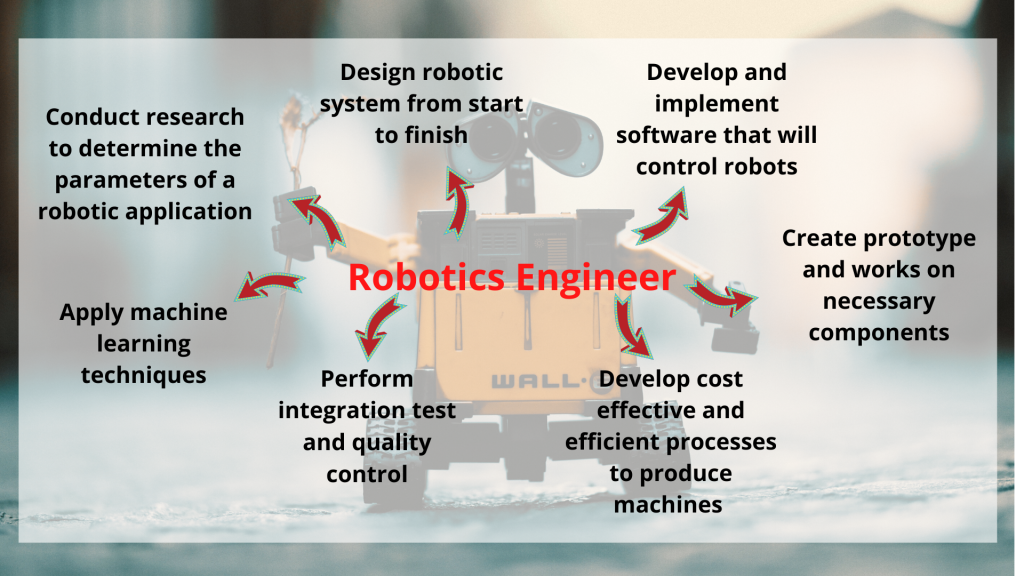 Design robotic
system from start
to finish
Develop and
implement
software that will
control robots
Conduct research
to determine the
parameters of a
robotic application
Create prototype
and works on
necessary
components
Robotics Engineer
Apply machine
learning
techniques
Perform
integration test
and quality
control
Develop cost
effective and
efficient processes
to produce
machines
WALL·